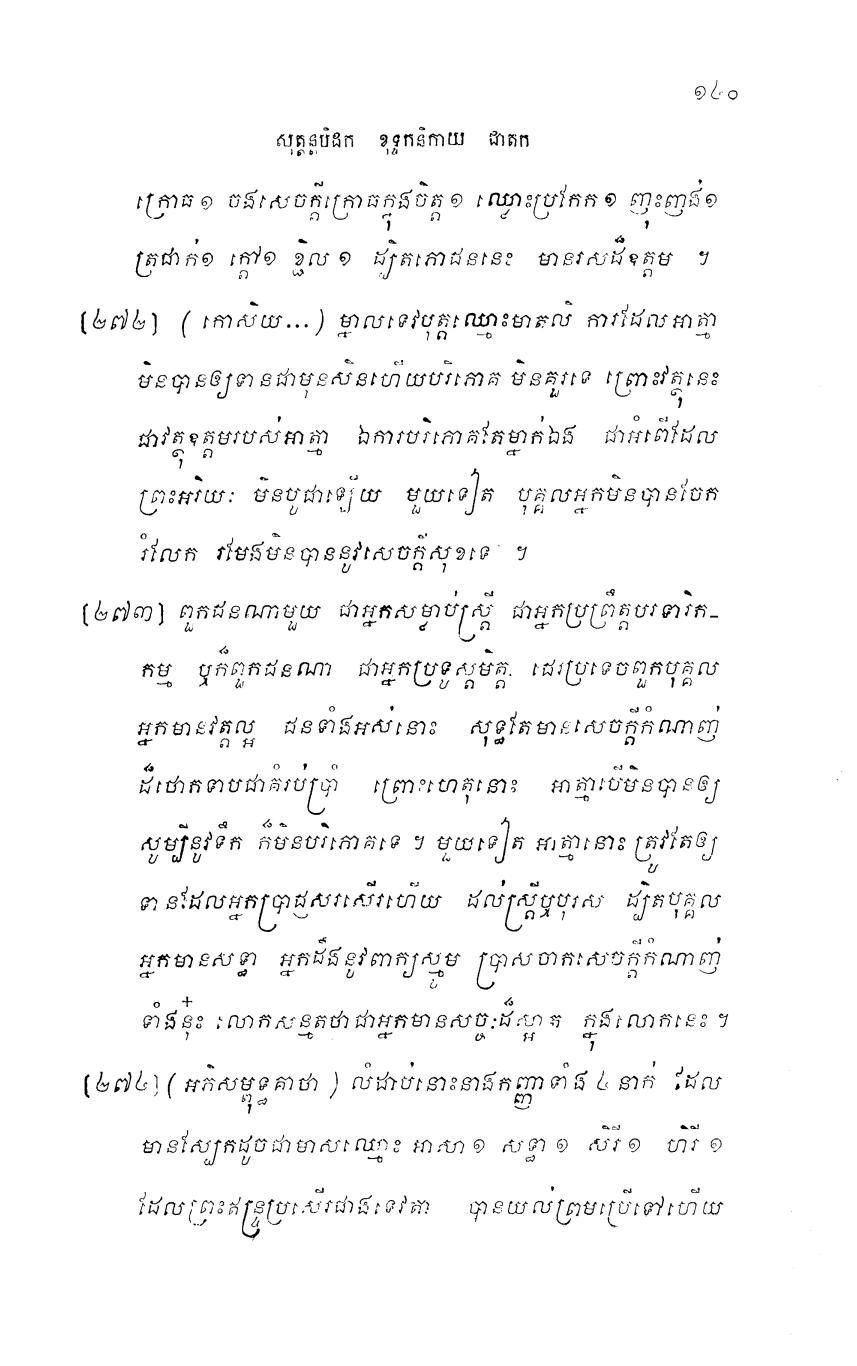 ១៤០
សុត្តន្តបិដក ខុទ្ទកនិកាយ ជាតក
ក្រោធ១ ចងសេចក្តីក្រោធក្នុងចិត្ត១ ឈ្លោះប្រកែក១ ញុះញង់១
ត្រជាក់១ ក្តៅ១ ខ្ជិល១ ដ្បិតភោជននេះ មានរសដ៏ឧត្តម ។
[២៧២] (កោសិយ...) ម្នាលទេវបុត្តឈ្មោះមាតលិ ការដែលអាត្មា
មិនបានឲ្យទានជាមុនសិនហើយបរិភោគ មិនគួរទេ ព្រោះវត្ថុនេះ
ជាវត្ថុឧត្តមរបស់អាត្មា ឯការបរិភោគតែម្នាក់ឯង ជាអំពើដែល
ព្រះអរិយៈ មិនបូជាឡើយ មួយទៀត បុគ្គលអ្នកមិនបានចែក
រំលែក រមែងមិនបាននូវសេចក្តីសុខទេ ។
[២៧៣] ពួកជនណាមួយ ជាអ្នកសម្លាប់ស្ត្រី ជាអ្នកប្រព្រឹត្តបរទារិក-
កម្ម ឬក៏ពួកជនណា ជាអ្នកប្រទូស្តមិត្ត ជេរប្រទេចពួកបុគ្គល
អ្នកមានវត្តល្អ ជនទាំងអស់នោះ សុទ្ធតែមានសេចក្តីកំណាញ់
ដ៏ថោកទាបជាគំរប់ប្រាំ ព្រោះហេតុនោះ អាត្មាបើមិនបានឲ្យ
សូម្បីនូវទឹក ក៏មិនបរិភោគទេ ។ មួយទៀត អាត្មានោះ ត្រូវតែឲ្យ
ទានដែលអ្នកប្រាជ្ញសរសើរហើយ ដល់ស្ត្រីឬបុរស ដ្បិតបុគ្គល
អ្នកមានសទ្ធា អ្នកដឹងនូវពាក្យស្មូម ប្រាសចាកសេចក្តីកំណាញ់
ទាំងនុ៎ះ លោកសន្មតថាជាអ្នកមានសច្ចៈដ៏ស្អាត ក្នុងលោកនេះ ។
[២៧៤] (អភិសម្ពុទ្ធគាថា) លំដាប់នោះនាងកញ្ញាទាំង ៤ នាក់ ដែល
មានស្បែកដូចជាមាសឈ្មោះ អាសា១ សទ្ធា១ សិរី១ ហិរី១
ដែលព្រះឥន្ទ្រប្រសើរជាងទេវតា បានយល់ព្រមប្រើទៅហើយ